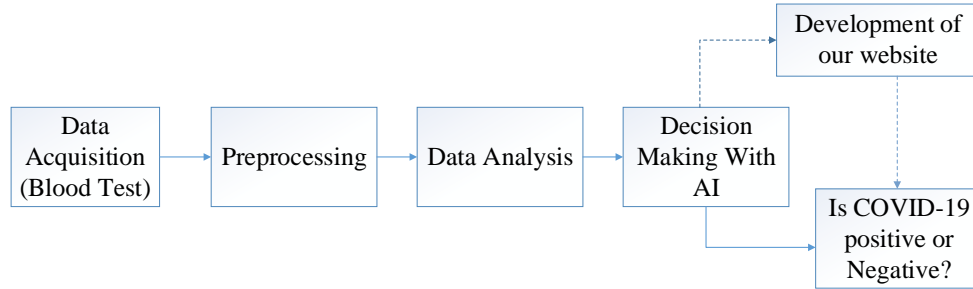 Data
Acquisition
(Blood Test)
Preprocessing
Data Analysis
Decision
Making With
AI
Development of
our website
Is COVID-19
positive or
Negative?